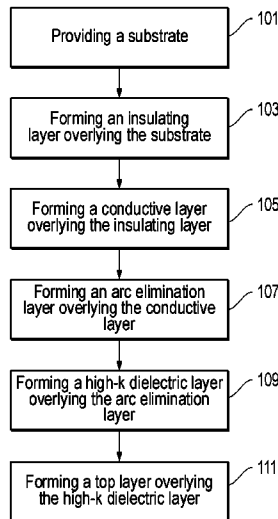 Providing a substrate
101
Forming an insulating
layer overlying the substrate
103
Forming a conductive layer
overlying the insulating layer
105
Forming an arc elimination
layer overlying the conductive
layer
107
Forming a high-k dielectric layer
overlying the arc elimination
layer
109
Forming a top layer overlying
the high-k dielectric layer
111